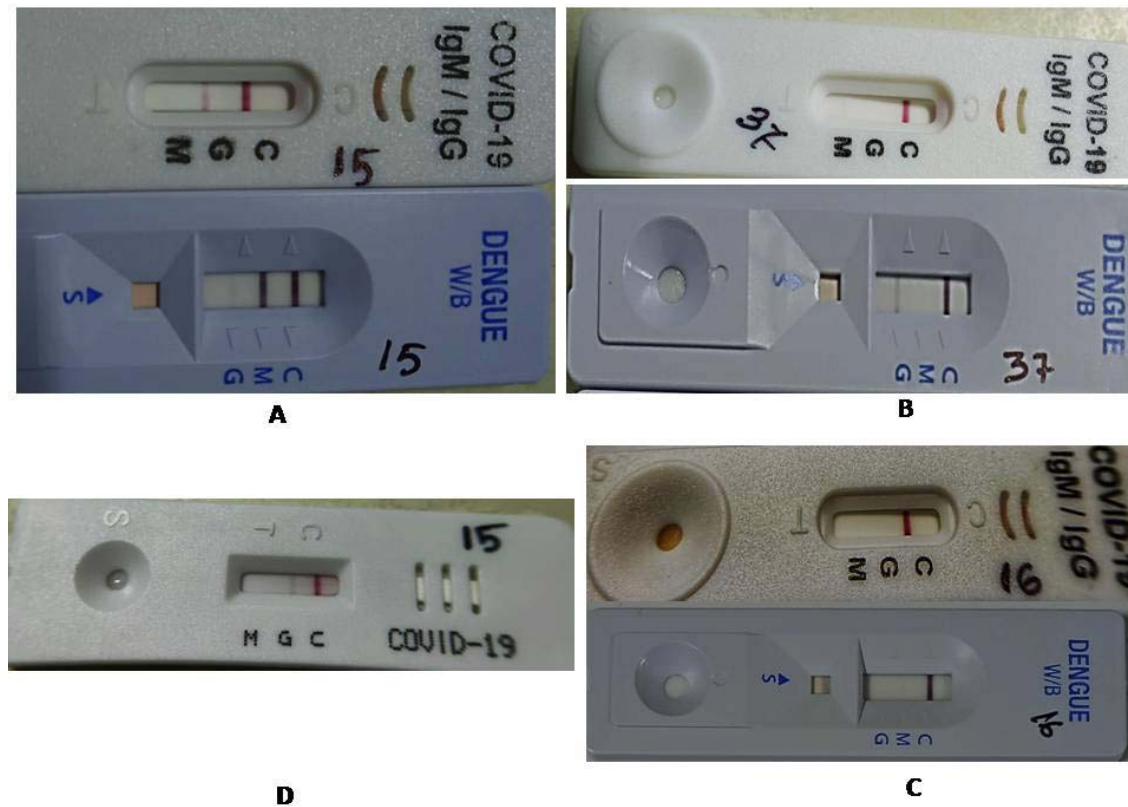 T
C
COVID-19
IgM / IgG
M G C
15
S
DENGUE
W/B
G M C
15
A
37
T
C
COVID-19
IgM / IgG
M G C
S
DENGUE
W/B
G M C
37
B
S
T C
15
M G C
COVID-19
D
S
T
C
COVID-19
IgM / IgG
M G C
16
S
DENGUE
W/B
16
G M C
C